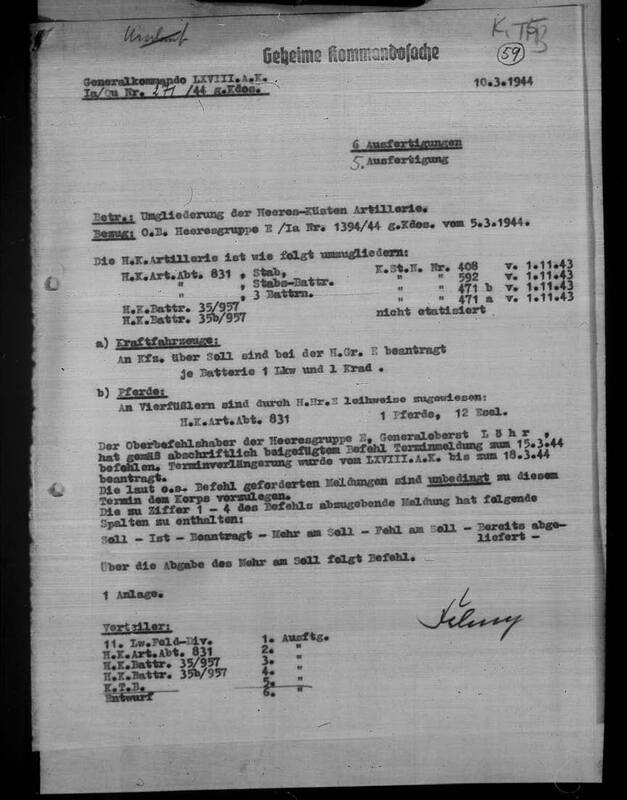 K.TB
59
Geheime Kommandosache
Generalkommando LXVIII.A.K.
Ia/Qu Nr. 271/44 g.Kdos.
10.3.1944
6 Ausfertigungen
5. Ausfertigung
Betr.: Umgliederung der Heeres-Küsten Artillerie.
Bezug: O.B. Heeresgruppe E /Ia Nr. 1394/44 g.Kdos. vom 5.3.1944.
Die H.K.Artillerie ist wie folgt umzugliedern:
H.K.Art.Abt. 831 , Stab, K.St.N. Nr. 408 v. 1.11.43
" , Stabs-Battr. " " 592 v. 1.11.43
" , 3 Battrn. " " 471 b v. 1.11.43
H.K.Battr. 35/957 " " 471 a v. 1.11.43
H.K.Battr. 35b/957 nicht etatisiert
a) Kraftfahrzeuge:
An Kfz. über Soll sind bei der H.Gr. E beantragt
je Batterie 1 Lkw und 1 Krad .
b) Pferde:
An Vierfüßlern sind durch H.Hr.E leihweise zugewiesen:
H.K.Art.Abt. 831 1 Pferde, 12 Esel.
Der Oberbefehlshaber der Heeresgruppe E, Generaloberst L ö h r ,
hat gemäß abschriftlich beigefügtem Befehl Terminmeldung zum 15.3.44
befohlen. Terminverlängerung wurde vom LXVIII.A.K. bis zum 18.3.44
beantragt.
Die laut o.s. Befehl geforderten Meldungen sind unbedingt zu diesem
Termin dem Korps vorzulegen.
Die zu Ziffer 1 - 4 des Befehls abzugebende Meldung hat folgende
Spalten zu enthalten:
Soll - Ist - Beantragt - Mehr am Soll - Fehl am Soll - Bereits abge-
liefert -
Über die Abgabe des Mehr am Soll folgt Befehl.
1 Anlage.
Verteiler:
11. Lw.Feld-Div. 1. Ausftg.
H.K.Art.Abt. 831 2. "
H.K.Battr. 35/957 3. "
H.K.Battr. 35b/957 4. "
K.T.B. 5. "
Entwurf 6. "